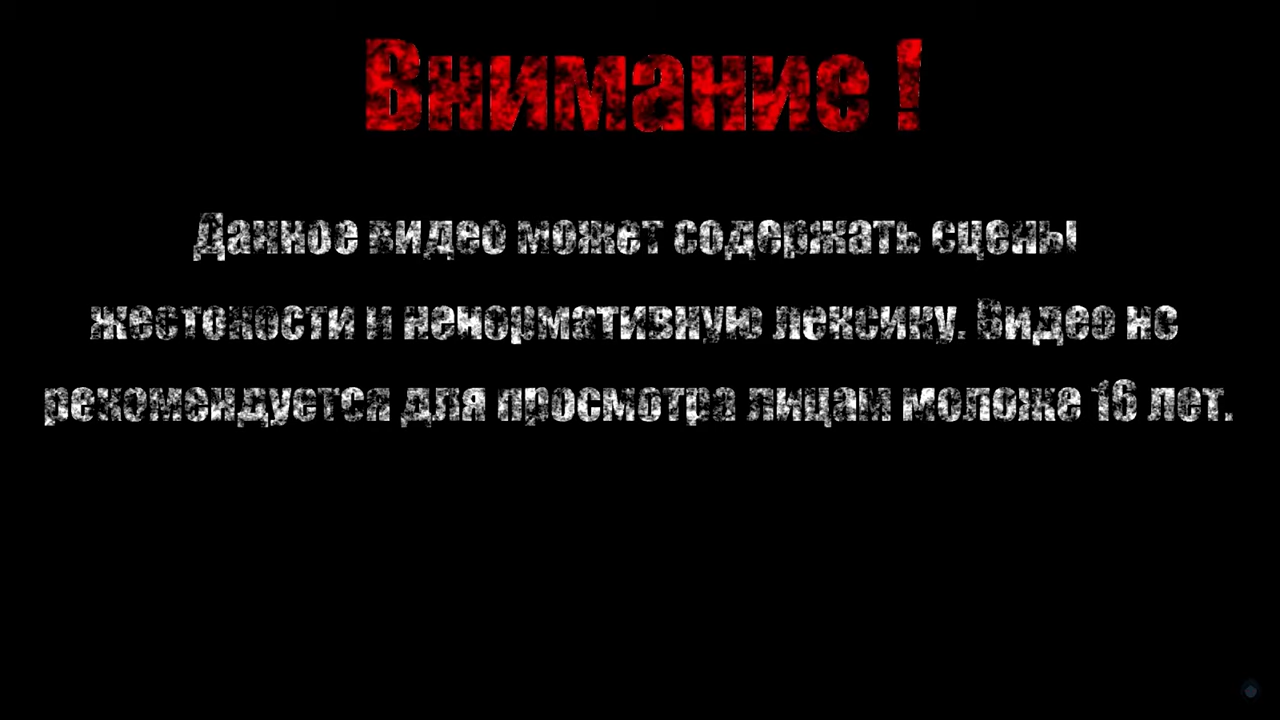 Внимание !
Данное видео может содержать сцены
жестокости и ненормативную лексику. Видео не
рекомендуется для просмотра лицам моложе 16 лет.